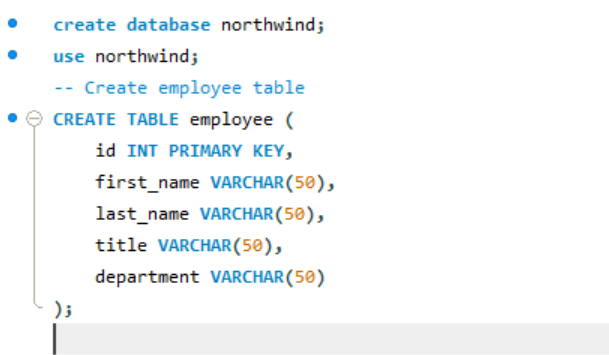 create database northwind;
use northwind;
-- Create employee table
CREATE TABLE employee (
id INT PRIMARY KEY,
first_name VARCHAR(50),
last_name VARCHAR(50),
title VARCHAR(50),
department VARCHAR(50)
);